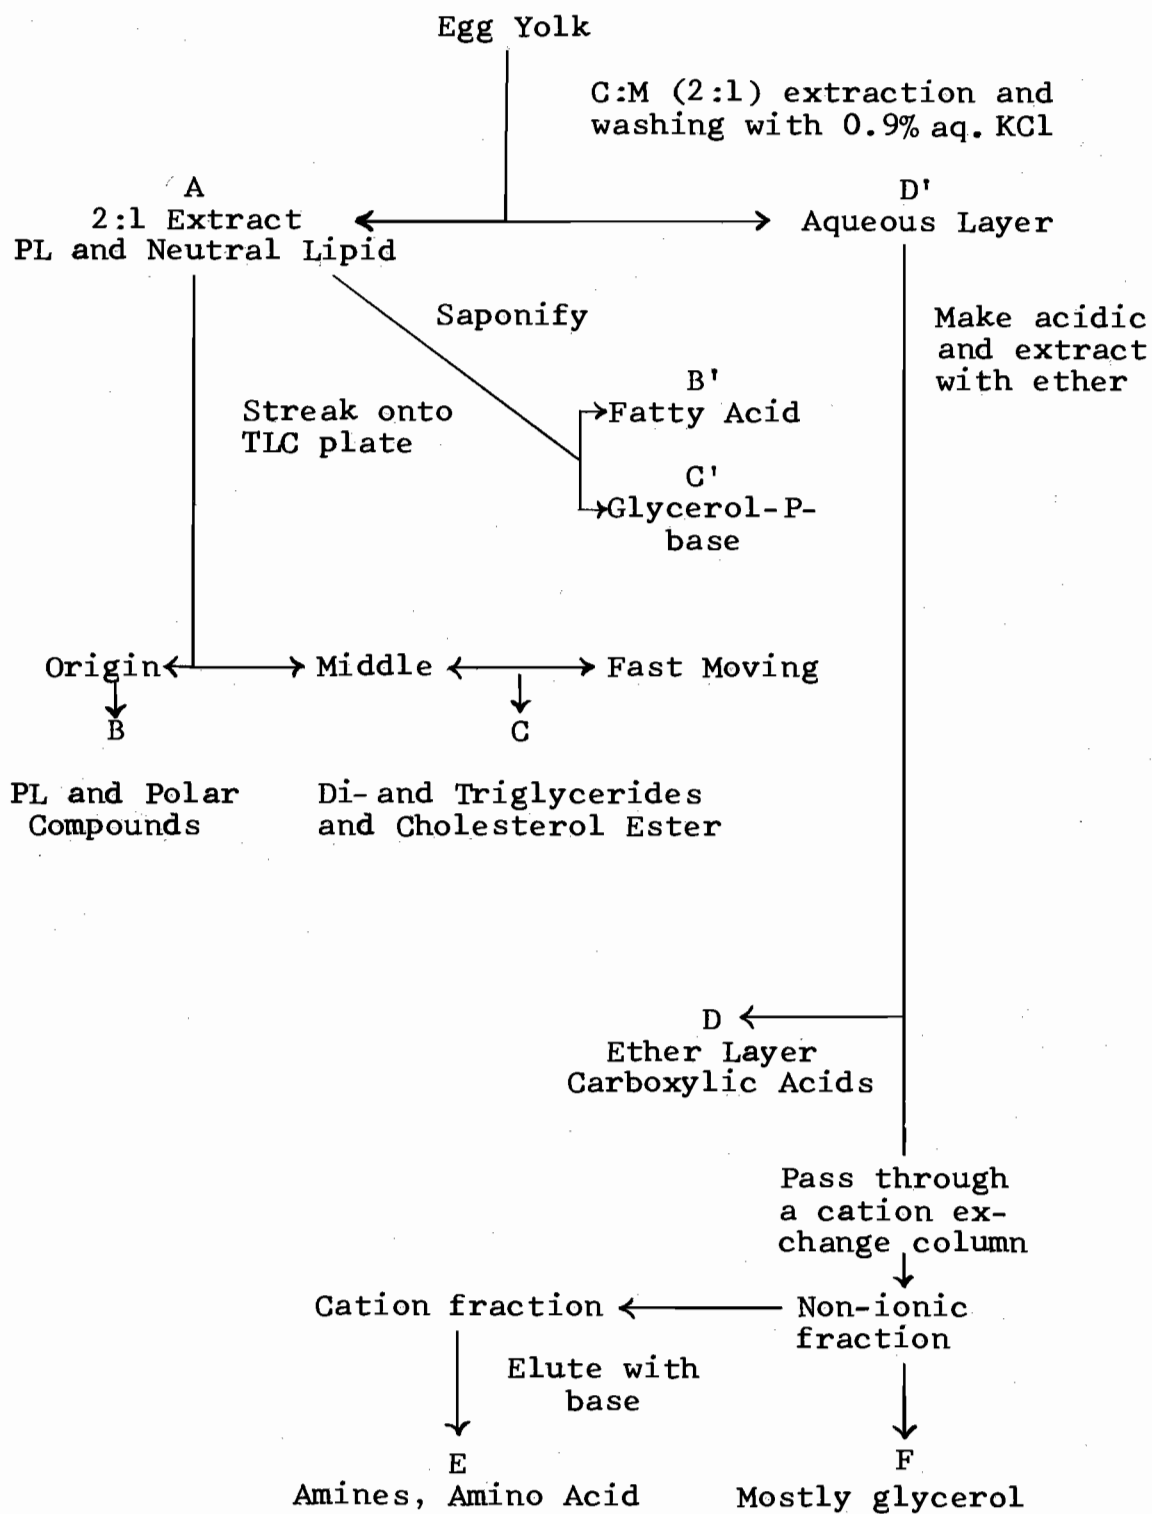 Egg Yolk
C:M (2:1) extraction and
washing with 0.9% aq. KCl
A
2:1 Extract
PL and Neutral Lipid
D'
Aqueous Layer
Saponify
Make acidic
and extract
with ether
B'
Fatty Acid
Streak onto
TLC plate
C'
Glycerol-P-
base
Origin
Middle
Fast Moving
B
C
PL and Polar
Compounds
Di- and Triglycerides
and Cholesterol Ester
D
Ether Layer
Carboxylic Acids
Pass through
a cation ex-
change column
Cation fraction
Non-ionic
fraction
Elute with
base
E
Amines, Amino Acid
F
Mostly glycerol